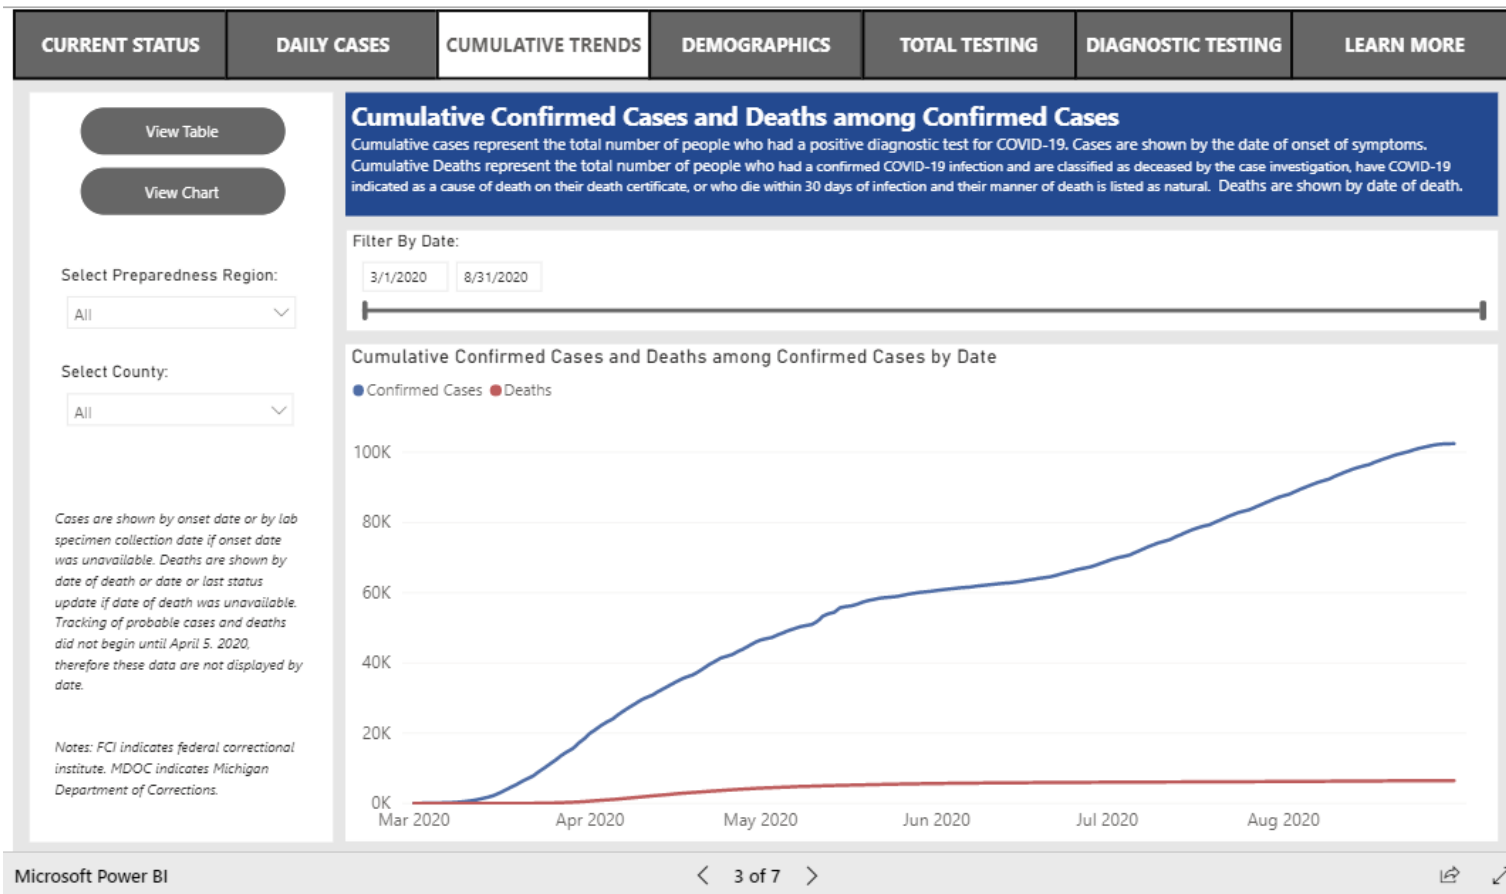 CURRENT STATUS
DAILY CASES
CUMULATIVE TRENDS
DEMOGRAPHICS
TOTAL TESTING
DIAGNOSTIC TESTING
LEARN MORE
View Table
View Chart
Select Preparedness Region:
All
Select County:
All
Cases are shown by onset date or by lab
specimen collection date if onset date
was unavailable. Deaths are shown by
date of death or date or last status
update if date of death was unavailable.
Tracking of probable cases and deaths
did not begin until April 5. 2020,
therefore these data are not displayed by
date.
Notes: FCI indicates federal correctional
institute. MDOC indicates Michigan
Department of Corrections.
Cumulative Confirmed Cases and Deaths among Confirmed Cases
Cumulative cases represent the total number of people who had a positive diagnostic test for COVID-19. Cases are shown by the date of onset of symptoms.
Cumulative Deaths represent the total number of people who had a confirmed COVID-19 infection and are classified as deceased by the case investigation, have COVID-19
indicated as a cause of death on their death certificate, or who die within 30 days of infection and their manner of death is listed as natural. Deaths are shown by date of death.
Filter By Date:
3/1/2020
8/31/2020
Cumulative Confirmed Cases and Deaths among Confirmed Cases by Date
Confirmed Cases Deaths
100K
80K
60K
40K
20K
0K
Mar 2020
Apr 2020
May 2020
Jun 2020
Jul 2020
Aug 2020
Microsoft Power BI
3 of 7